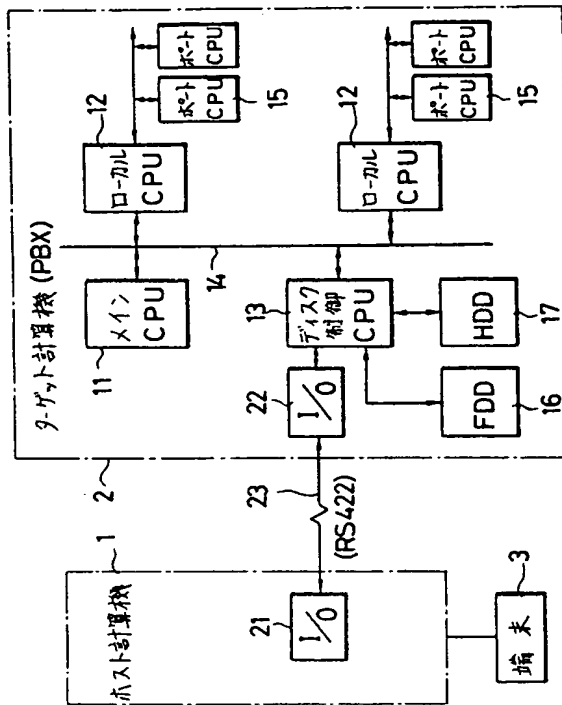 ホスト計算機
1
I/O
21
端末
3
23
(RS422)
2
ターゲット計算機(PBX)
メイン
CPU
11
14
ローカル
CPU
12
ポート
CPU
ポート
CPU
15
ローカル
CPU
12
ポート
CPU
ポート
CPU
15
ディスク
制御
CPU
13
I/O
22
FDD
16
HDD
17